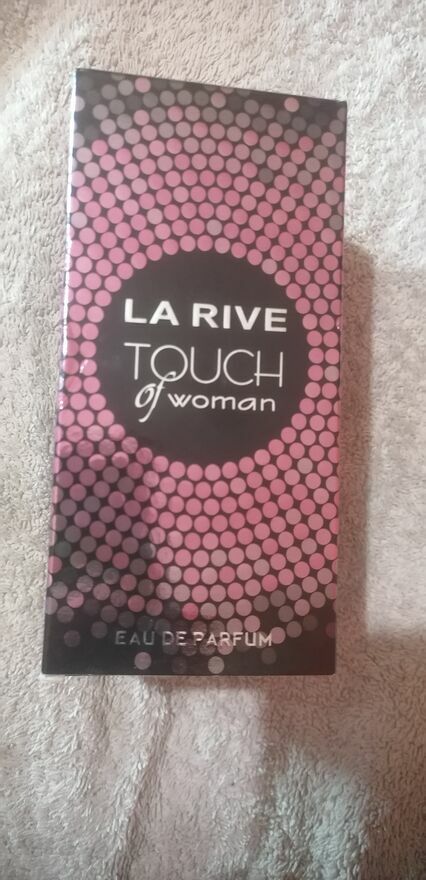 LA RIVE
TOUCH
of woman
EAU DE PARFUM